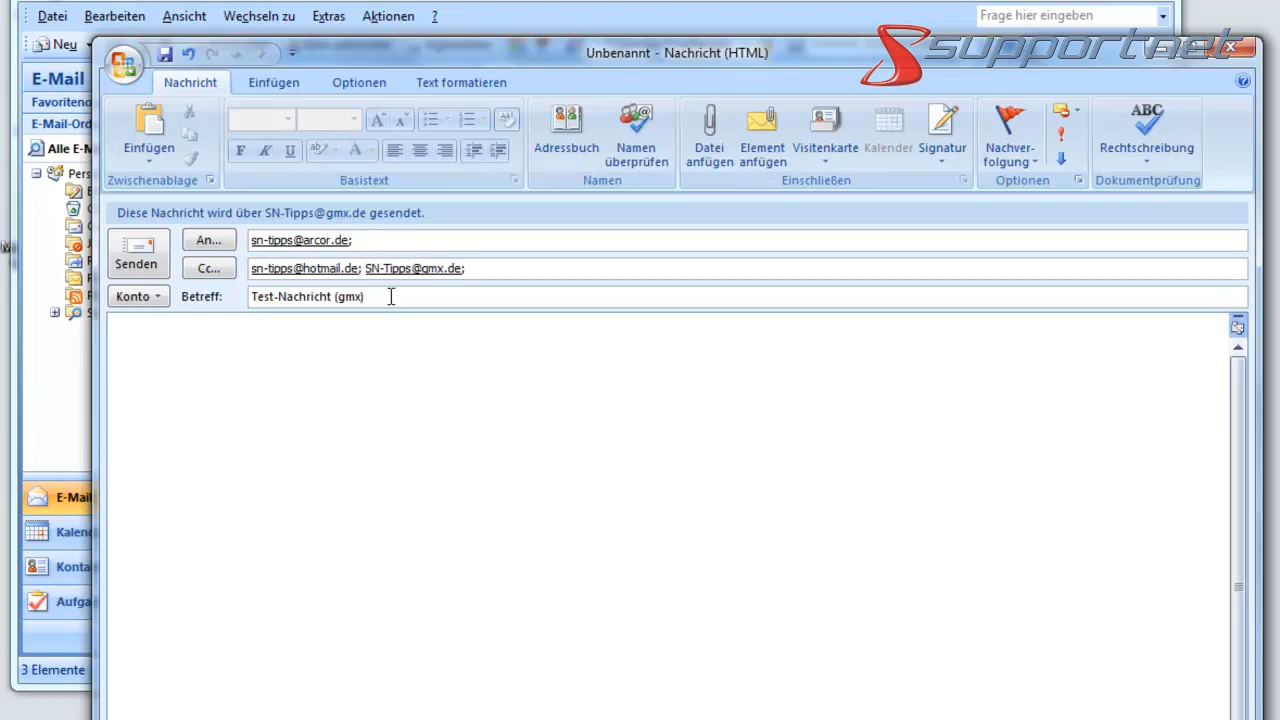 Datei Bearbeiten Ansicht Wechseln zu Extras Aktionen ?
Frage hier eingeben
Neu
Unbenannt - Nachricht (HTML)
supportnet
E-Mail
Nachricht Einfügen Optionen Text formatieren
Favoriteno
E-Mail-Ord
Alle E-M
Pers
Einfügen
F K U
Adressbuch
Namen
überprüfen
Datei
anfügen
Element
anfügen
Visitenkarte
Kalender
Signatur
Nachver-
folgung
ABC
Rechtschreibung
Zwischenablage Basistext Namen Einschließen Optionen Dokumentprüfung
Diese Nachricht wird über SN-Tipps@gmx.de gesendet.
Senden
An... sn-tipps@arcor.de;
Cc... sn-tipps@hotmail.de; SN-Tipps@gmx.de;
Konto Betreff: Test-Nachricht (gmx)
E-Mail
Kalend
Konta
Aufga
3 Elemente